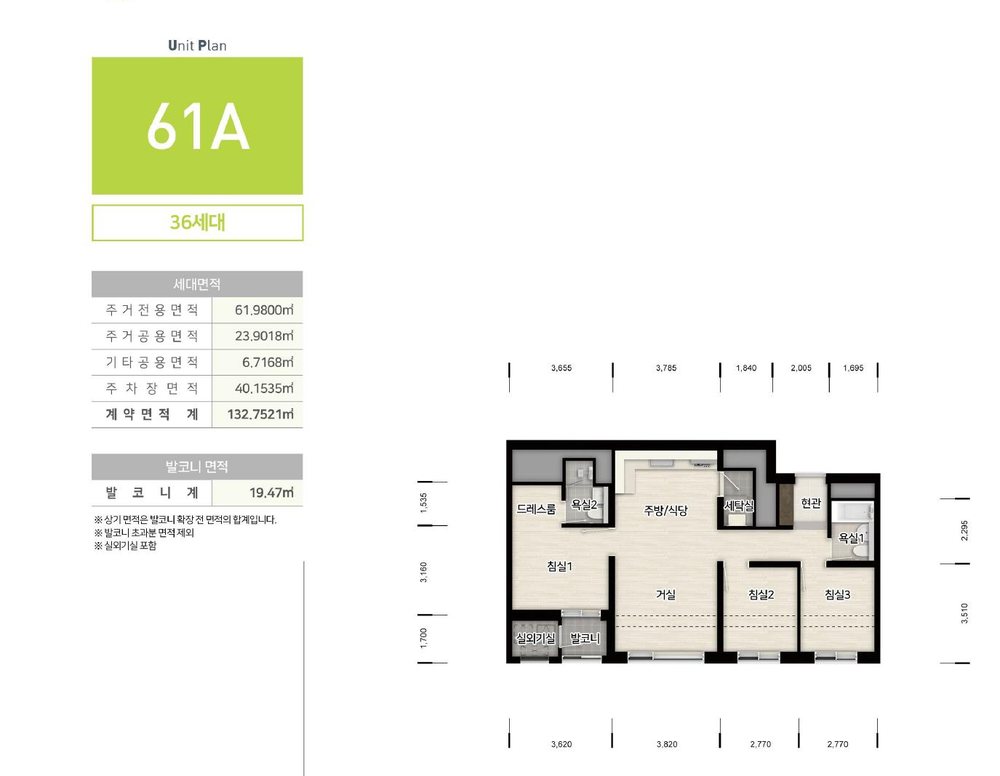 Unit Plan
61A
36세대
세대면적
주거전용면적 61.9800㎡
주거공용면적 23.9018㎡
기타공용면적 6.7168㎡
주차장면적 40.1535㎡
계약면적 계 132.7521㎡
발코니 면적
발코니계 19.47㎡
※ 상기 면적은 발코니 확장 전 면적의 합계입니다.
※ 발코니 초과분 면적 제외
※ 실외기실 포함
3,655 3,785 1,840 2,005 1,695
1,535
3,160
1,700
드레스룸
욕실2
주방/식당
세탁실
현관
욕실1
침실1
거실
침실2
침실3
실외기실
발코니
2,295
3,510
3,620 3,820 2,770 2,770